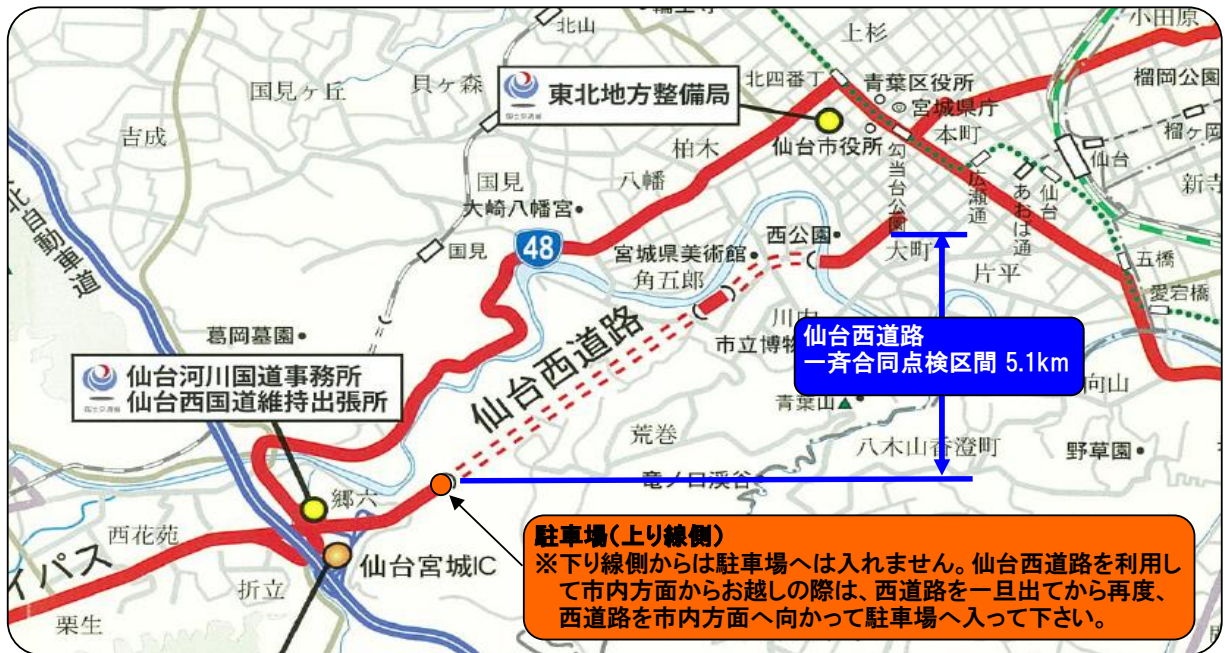 北山
上杉
小田原
国見ヶ丘
貝ヶ森
東北地方整備局
国土交通省
北四番丁
青葉区役所
宮城県庁
榴岡公園
吉成
本町
柏木
仙台市役所
勾当台公園
榴ヶ岡
仙台
八幡
国見
広瀬通
あおば通
仙台
新寺
大崎八幡宮
北自動車道
国見
48
西公園
大町
宮城県美術館
角五郎
片平
五橋
愛宕橋
川内
市立博物
葛岡墓園
仙台西道路
仙台西道路
一斉合同点検区間 5.1km
仙台河川国道事務所
仙台西国道維持出張所
国土交通省
向山
青葉山
荒巻
八木山香澄町
野草園
竜ノ口渓谷
郷六
西花苑
イパス
仙台宮城IC
折立
栗生
駐車場(上り線側)
※下り線側からは駐車場へは入れません。仙台西道路を利用し
て市内方面からお越しの際は、西道路を一旦出てから再度、
西道路を市内方面へ向かって駐車場へ入って下さい。